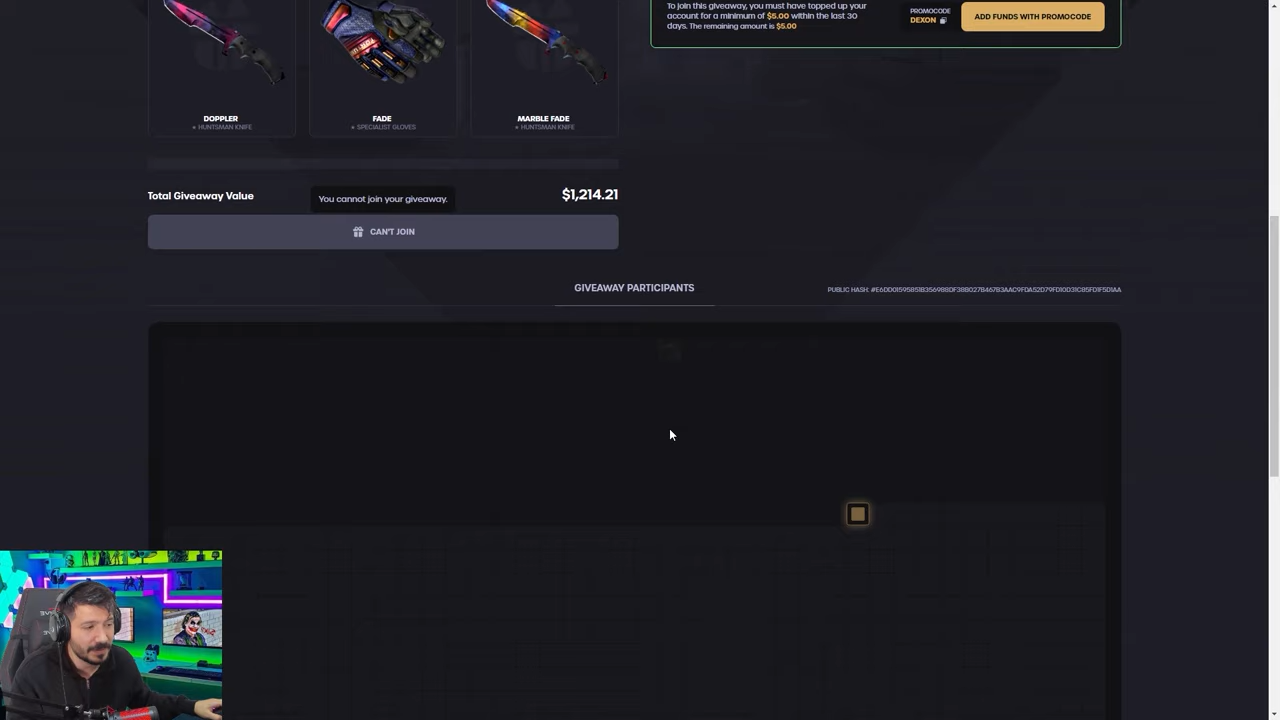 To join this giveaway, you must have topped up your
account for a minimum of $5.00 within the last 30
days. The remaining amount is $5.00
PROMOCODE
DEXON
ADD FUNDS WITH PROMOCODE
DOPPLER
★ HUNTSMAN KNIFE
FADE
★ SPECIALIST GLOVES
MARBLE FADE
★ HUNTSMAN KNIFE
Total Giveaway Value
You cannot join your giveaway.
$1,214.21
CAN'T JOIN
GIVEAWAY PARTICIPANTS
PUBLIC HASH: